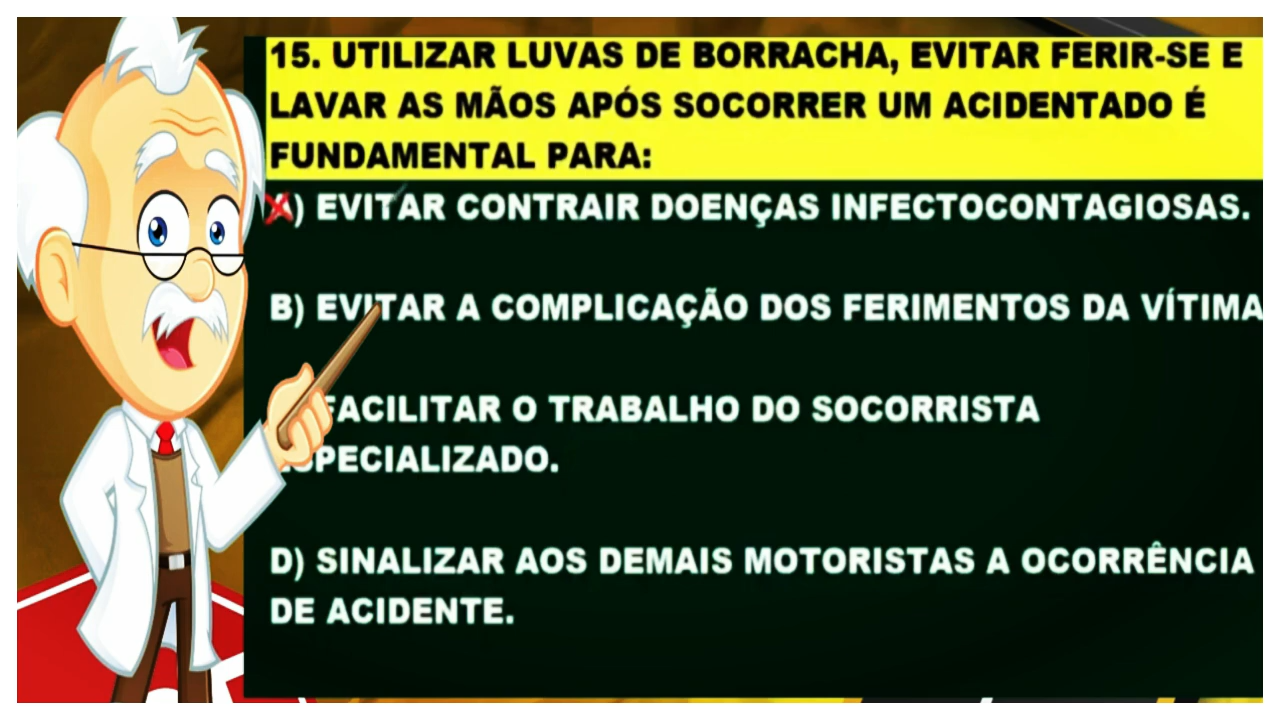 15. UTILIZAR LUVAS DE BORRACHA, EVITAR FERIR-SE E
LAVAR AS MÃOS APÓS SOCORRER UM ACIDENTADO É
FUNDAMENTAL PARA:
X) EVITAR CONTRAIR DOENÇAS INFECTOCONTAGIOSAS.
B) EVITAR A COMPLICAÇÃO DOS FERIMENTOS DA VÍTIMA
FACILITAR O TRABALHO DO SOCORRISTA
ESPECIALIZADO.
D) SINALIZAR AOS DEMAIS MOTORISTAS A OCORRÊNCIA
DE ACIDENTE.